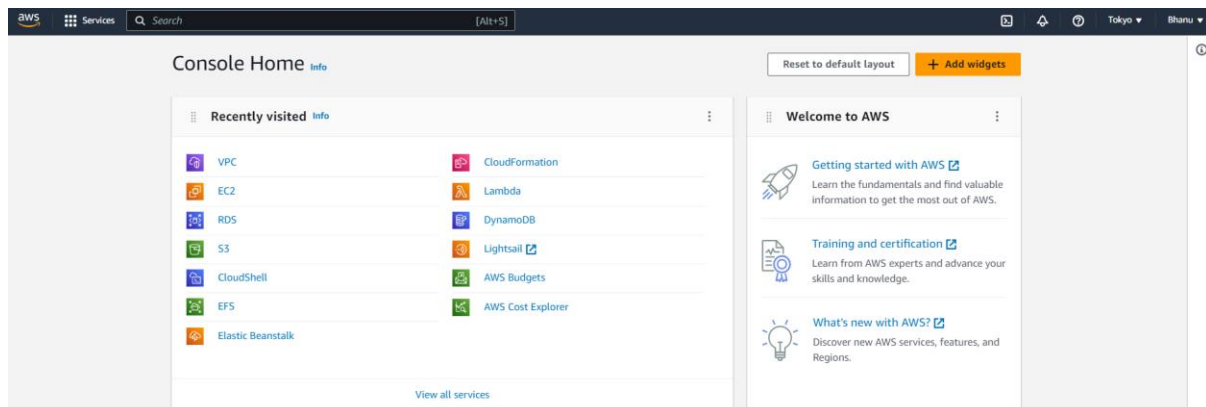 aws Services Search [Alt+S] Tokyo Bhanu
Console Home Info
Reset to default layout + Add widgets
Recently visited Info
VPC
EC2
RDS
S3
CloudShell
EFS
Elastic Beanstalk
CloudFormation
Lambda
DynamoDB
Lightsail
AWS Budgets
AWS Cost Explorer
View all services
Welcome to AWS
Getting started with AWS
Learn the fundamentals and find valuable
information to get the most out of AWS.
Training and certification
Learn from AWS experts and advance your
skills and knowledge.
What's new with AWS?
Discover new AWS services, features, and
Regions.